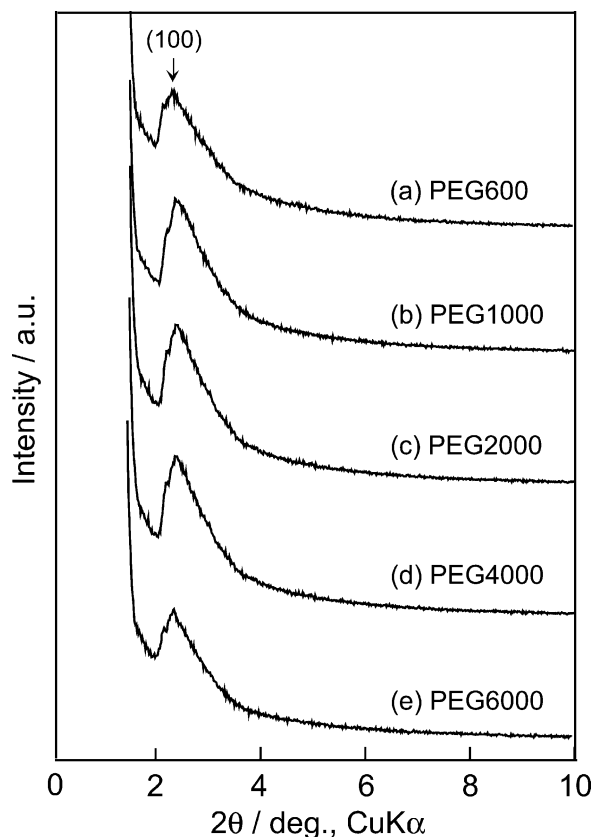 (100)
(a) PEG600
(b) PEG1000
(c) PEG2000
(d) PEG4000
(e) PEG6000
Intensity / a.u.
0 2 4 6 8 10
2θ / deg., CuKα